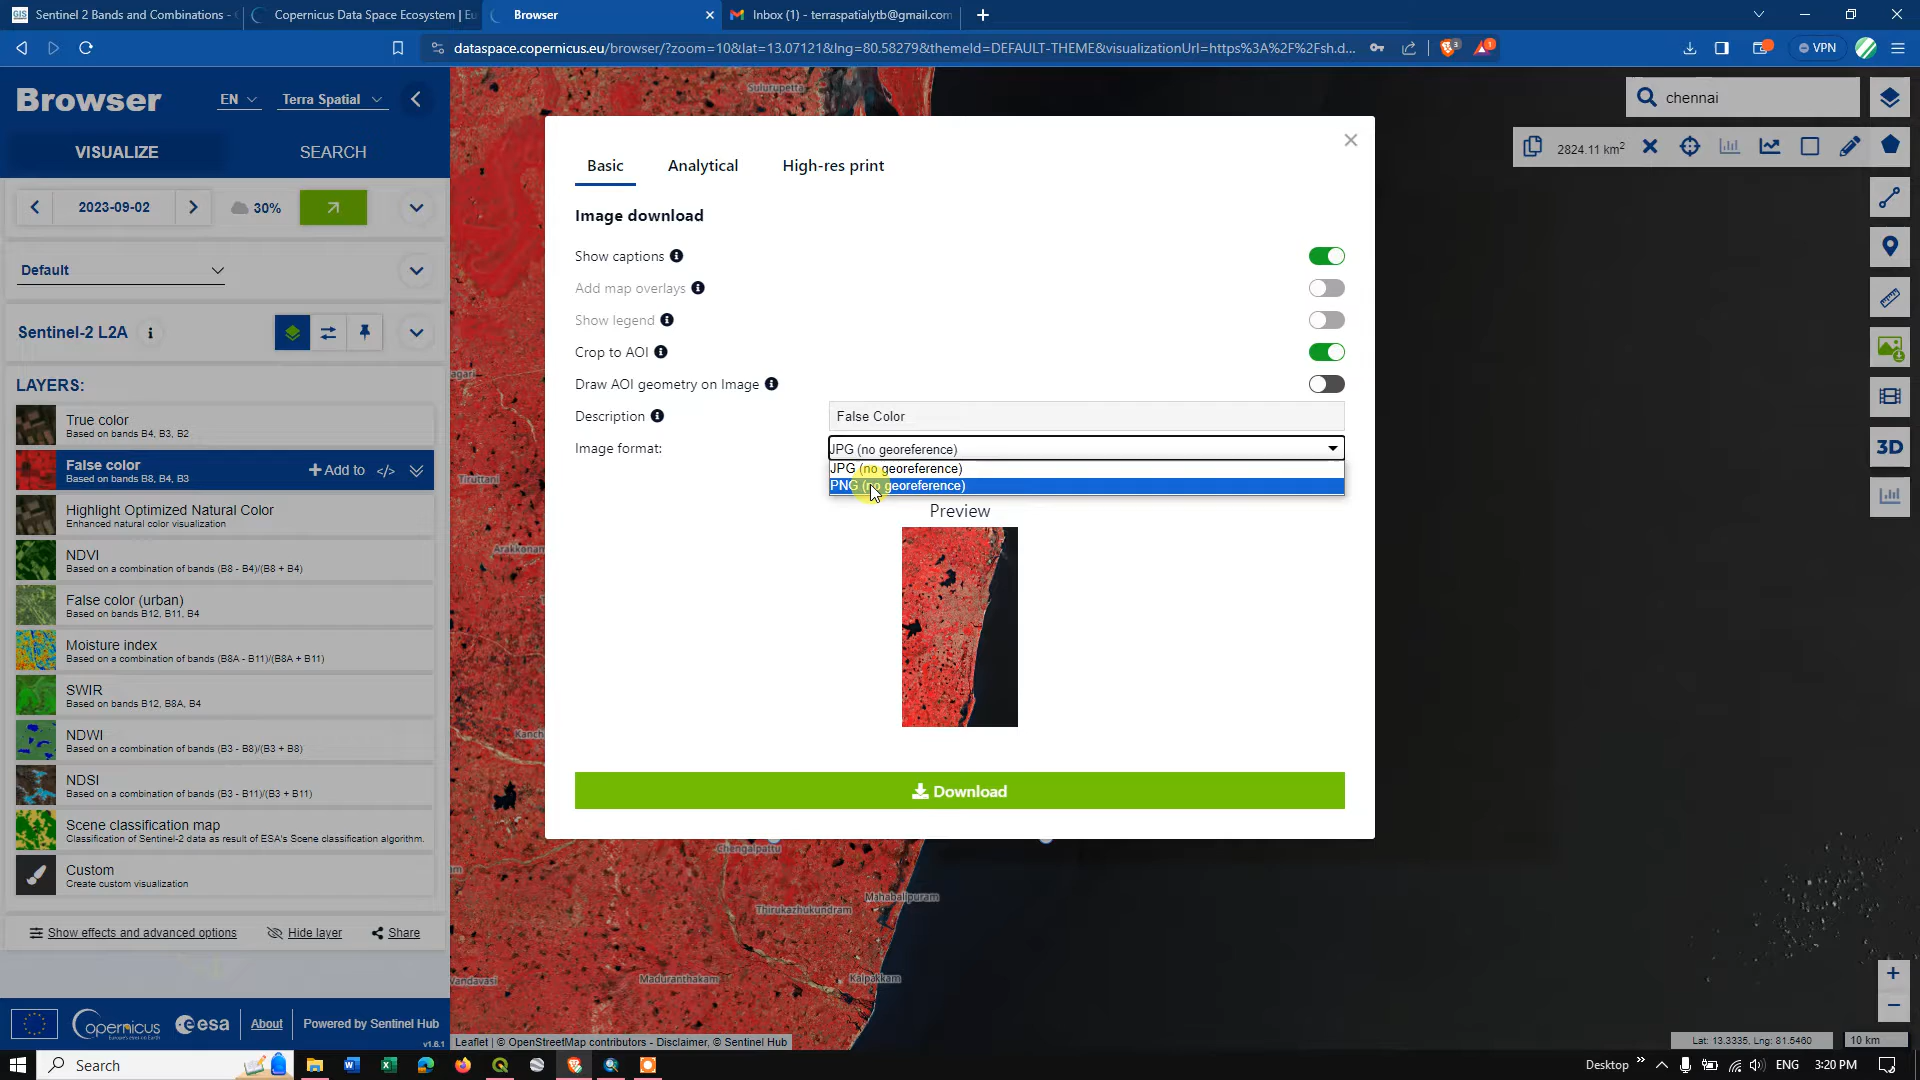 Sentinel 2 Bands and Combinations -
Copernicus Data Space Ecosystem | Eu
Browser
Inbox (1) - terraspatialytb@gmail.com
dataspace.copernicus.eu/browser/?zoom=10&lat=13.07121&lng=80.58279&themeId=DEFAULT-THEME&visualizationUrl=https%3A%2F%2Fsh.d...
VPN
Browser
EN
Terra Spatial
VISUALIZE
SEARCH
2023-09-02
30%
Default
Sentinel-2 L2A
LAYERS:
True color
Based on bands B4, B3, B2
False color
Based on bands B8, B4, B3
Add to
Highlight Optimized Natural Color
Enhanced natural color visualization
NDVI
Based on a combination of bands (B8 - B4)/(B8 + B4)
False color (urban)
Based on bands B12, B11, B4
Moisture index
Based on a combination of bands (B8A - B11)/(B8A + B11)
SWIR
Based on bands B12, B8A, B4
NDWI
Based on a combination of bands (B3 - B8)/(B3 + B8)
NDSI
Based on a combination of bands (B3 - B11)/(B3 + B11)
Scene classification map
Classification of Sentinel-2 data as result of ESA's Scene classification algorithm.
Custom
Create custom visualization
Show effects and advanced options
Hide layer
Share
opernicus
esa
About
Powered by Sentinel Hub
v1.6.1
Sulurupetta
chennai
2824.11 km²
Basic
Analytical
High-res print
Image download
Show captions
Add map overlays
Show legend
Crop to AOI
Draw AOI geometry on Image
Description
False Color
Image format:
JPG (no georeference)
JPG (no georeference)
PNG (no georeference)
Preview
Download
3D
agari
Tiruttani
Arakkonam
Kanch
Chengalpattu
Mahabalipuram
Thirukazhukundram
Vandavasi
Maduranthakam
Kalpakkam
Leaflet | © OpenStreetMap contributors - Disclaimer, © Sentinel Hub
Lat: 13.3335, Lng: 81.5460
10 km
Search
Desktop
ENG
3:20 PM